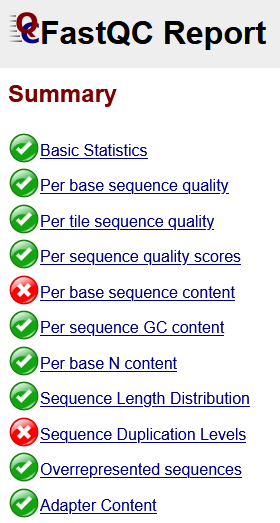 QC FastQC Report
Summary
Basic Statistics
Per base sequence quality
Per tile sequence quality
Per sequence quality scores
Per base sequence content
Per sequence GC content
Per base N content
Sequence Length Distribution
Sequence Duplication Levels
Overrepresented sequences
Adapter Content